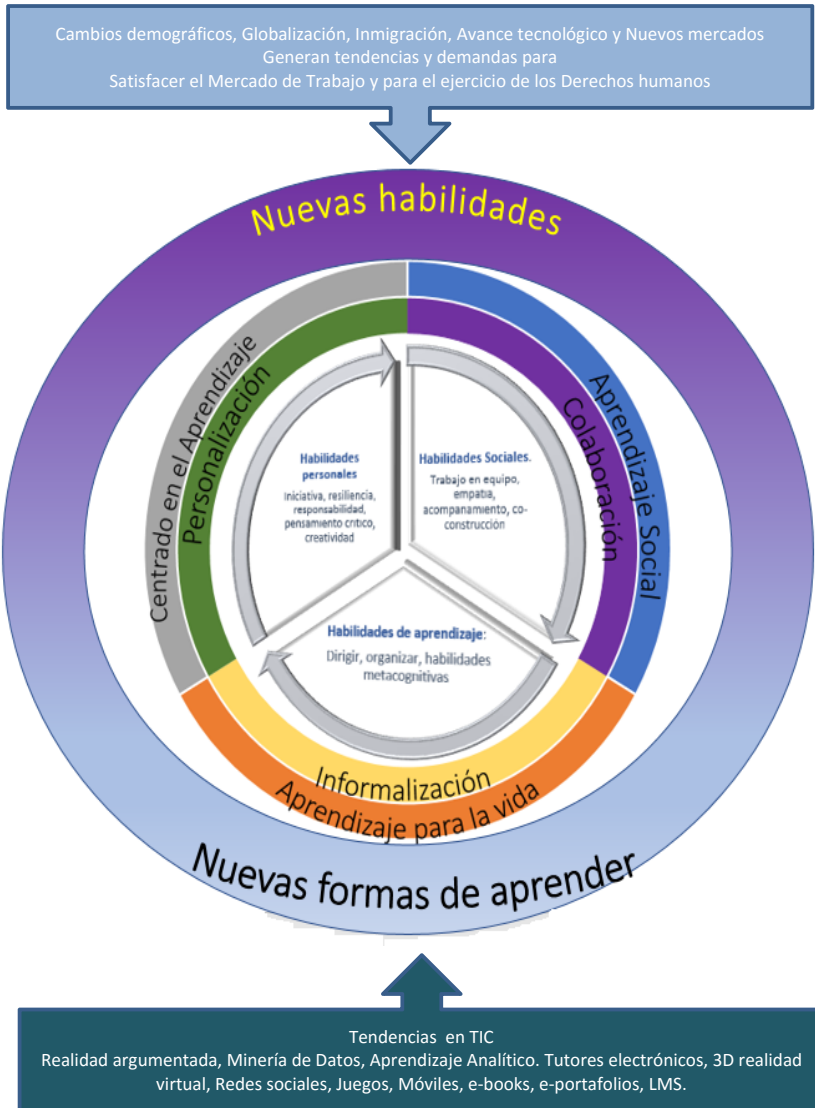 Cambios demográficos, Globalización, Inmigración, Avance tecnológico y Nuevos mercados
Generan tendencias y demandas para
Satisfacer el Mercado de Trabajo y para el ejercicio de los Derechos humanos
Nuevas habilidades
Centrado en el Aprendizaje
Personalización
Aprendizaje Social
Colaboración
Habilidades
personales
Iniciativa, resiliencia,
responsabilidad,
pensamiento critico,
creatividad
Habilidades Sociales.
Trabajo en equipo,
empatia,
acompanamiento, co-
construcción
Habilidades de aprendizaje:
Dirigir, organizar, habilidades
metacognitivas
Informalización
Aprendizaje para la vida
Nuevas formas de aprender
Tendencias en TIC
Realidad argumentada, Minería de Datos, Aprendizaje Analítico. Tutores electrónicos, 3D realidad
virtual, Redes sociales, Juegos, Móviles, e-books, e-portafolios, LMS.